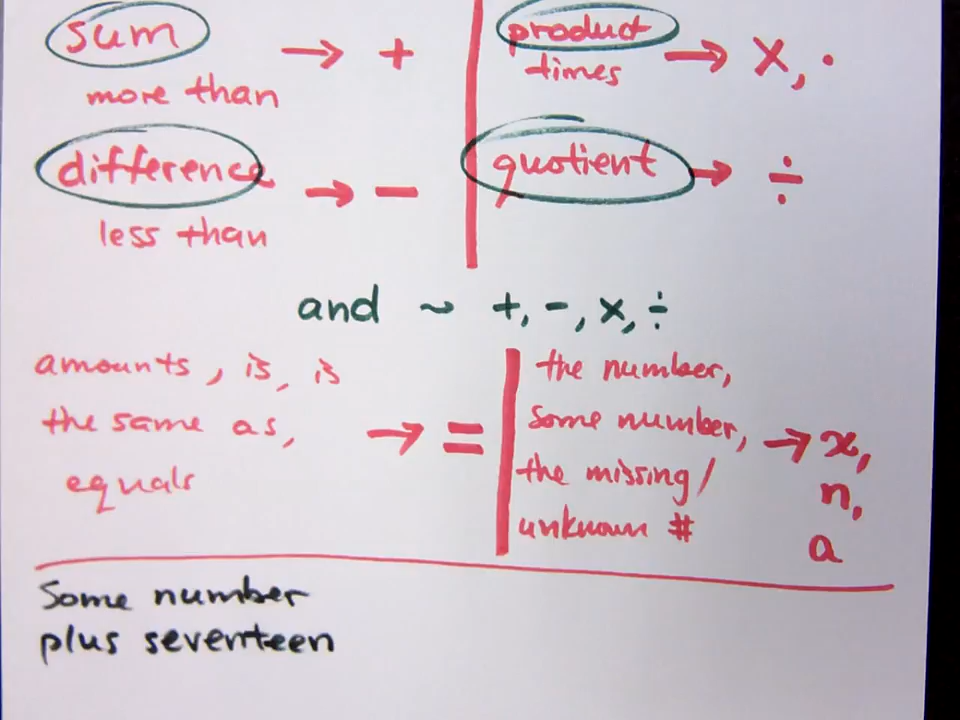 sum → +
more than
product → x, ·
times
difference → −
less than
quotient → ÷
and ~ +, -, x, ÷
amounts, is, is
the same as, → =
equals
the number,
some number, → x,
the missing/ n,
unknown # a
Some number
plus seventeen